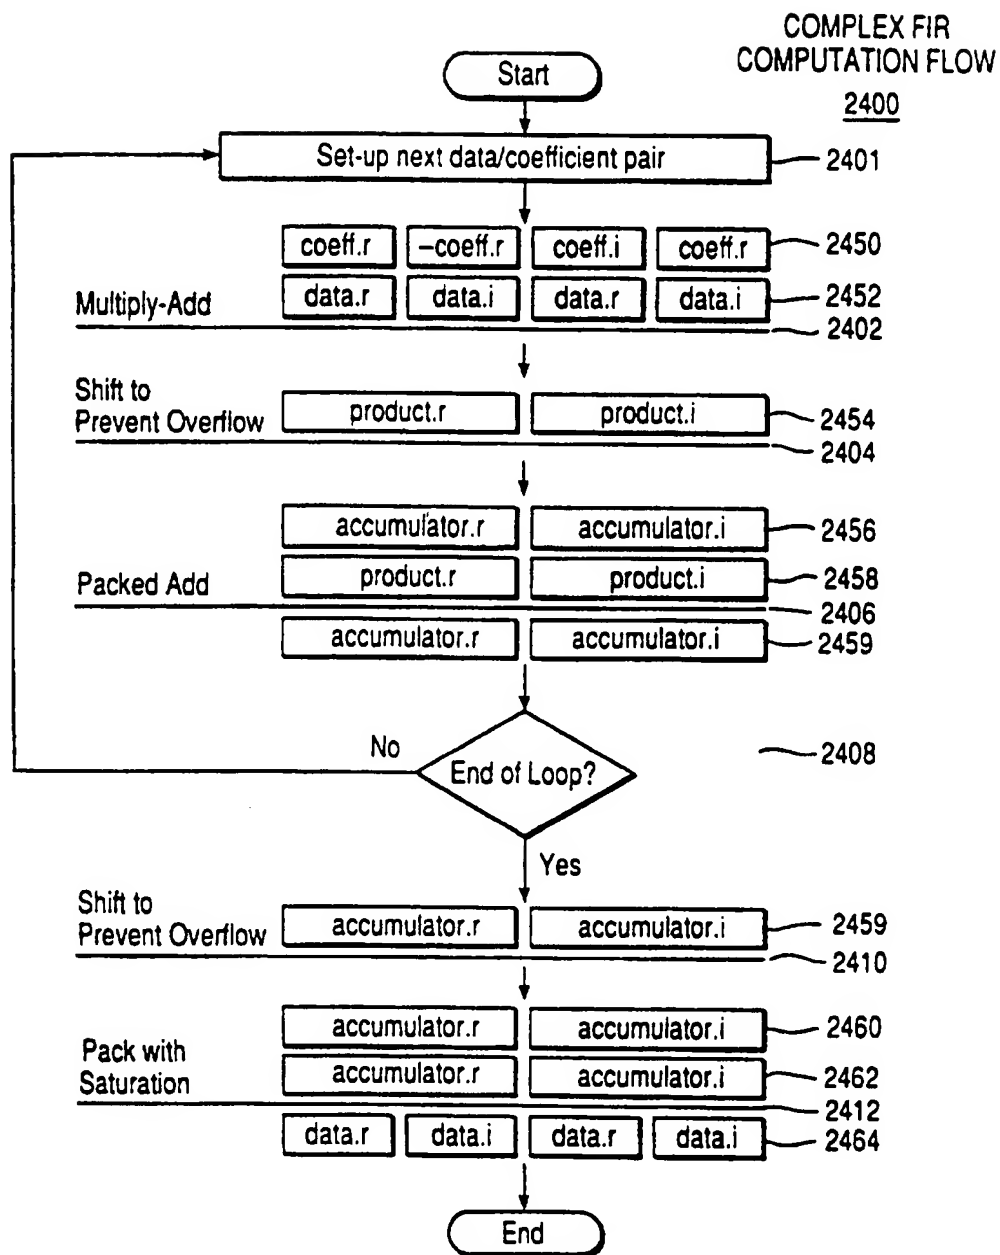 COMPLEX FIR
COMPUTATION FLOW
2400
Start
Set-up next data/coefficient pair 2401
coeff.r –coeff.r coeff.i coeff.r 2450
data.r data.i data.r data.i 2452
Multiply-Add 2402
Shift to
Prevent Overflow product.r product.i 2454
2404
accumulator.r accumulator.i 2456
product.r product.i 2458
Packed Add 2406
accumulator.r accumulator.i 2459
No
End of Loop? 2408
Yes
Shift to
Prevent Overflow accumulator.r accumulator.i 2459
2410
accumulator.r accumulator.i 2460
Pack with
Saturation accumulator.r accumulator.i 2462
2412
data.r data.i data.r data.i 2464
End